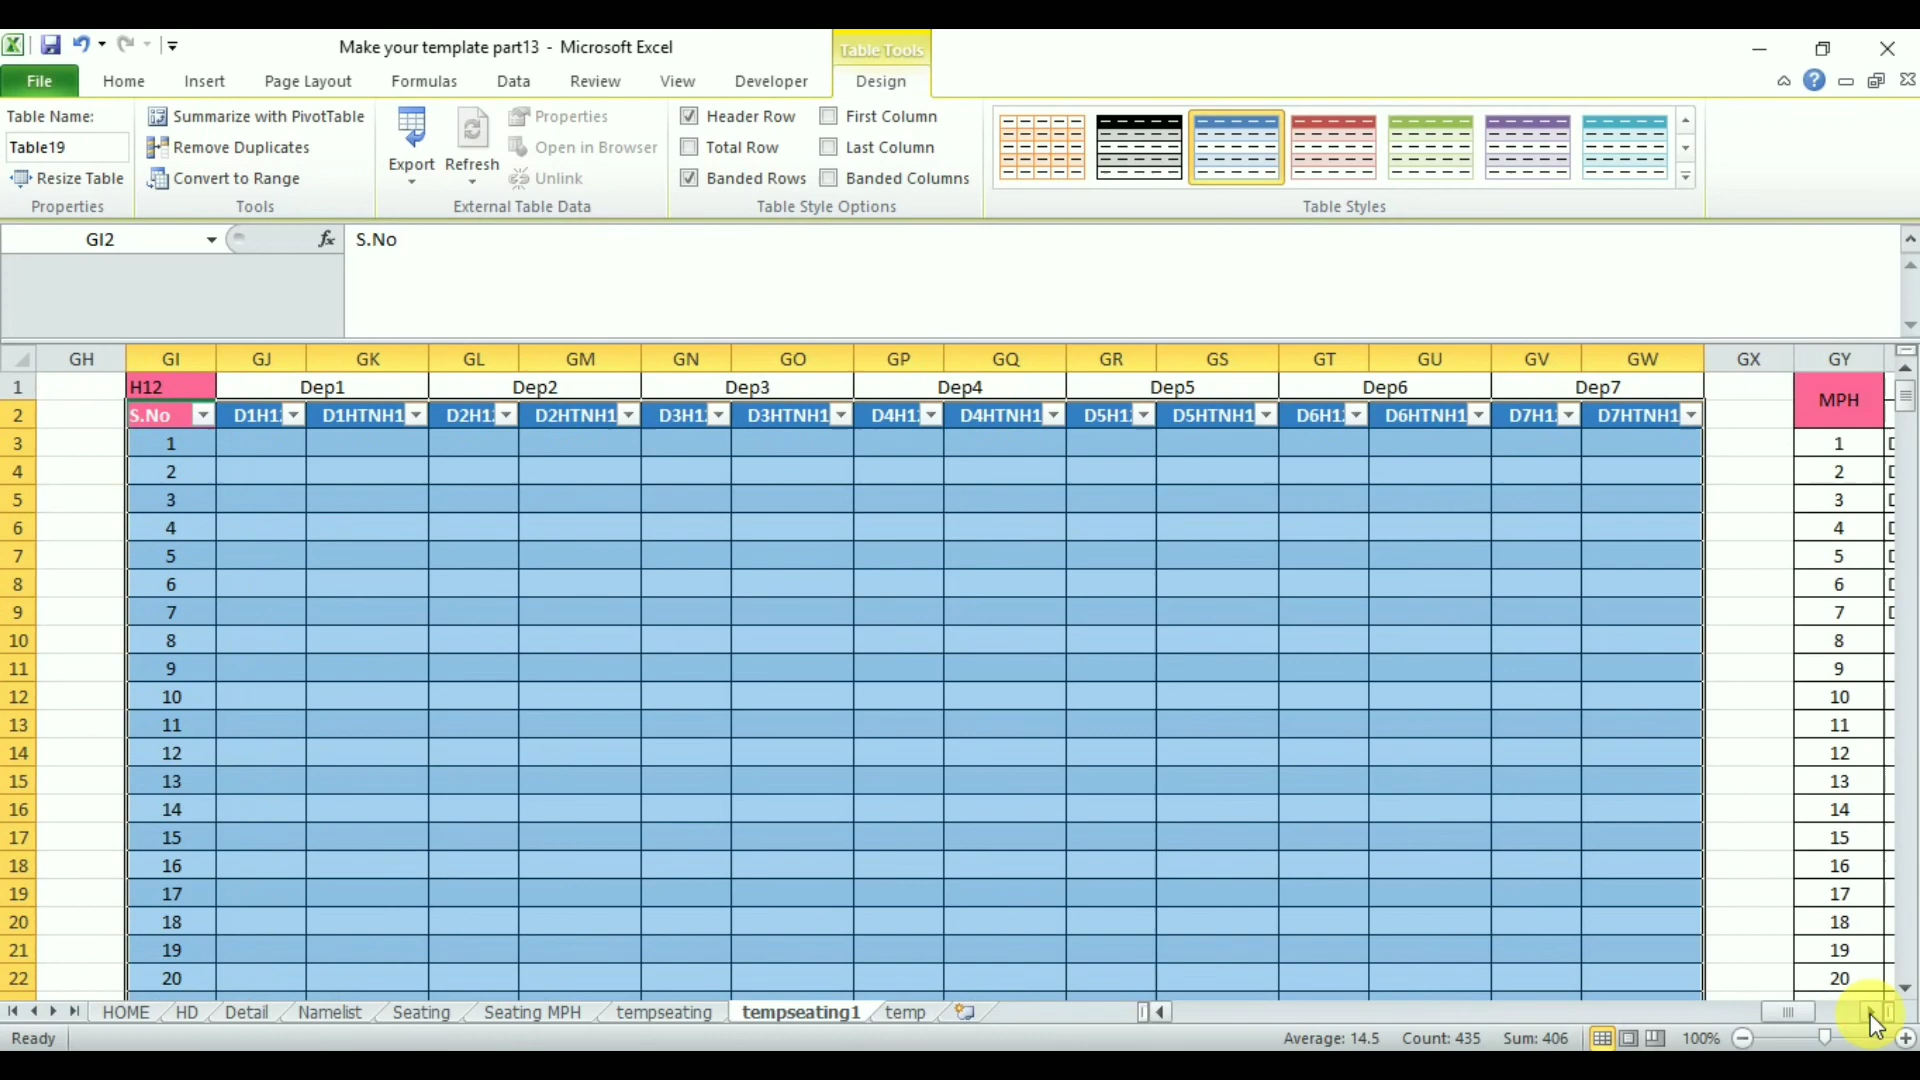 Make your template part13 - Microsoft Excel
Table Tools
File Home Insert Page Layout Formulas Data Review View Developer Design
Table Name:
Table19
Resize Table
Properties
Summarize with PivotTable
Remove Duplicates
Convert to Range
Tools
Export Refresh
Properties
Open in Browser
Unlink
External Table Data
Header Row First Column
Total Row Last Column
Banded Rows Banded Columns
Table Style Options
Table Styles
GI2 fx S.No
GH GI GJ GK GL GM GN GO GP GQ GR GS GT GU GV GW GX GY
1 H12 Dep1 Dep2 Dep3 Dep4 Dep5 Dep6 Dep7 MPH
2 S.No D1H1 D1HTNH1 D2H1 D2HTNH1 D3H1 D3HTNH1 D4H1 D4HTNH1 D5H1 D5HTNH1 D6H1 D6HTNH1 D7H1 D7HTNH1
3 1 1
4 2 2
5 3 3
6 4 4
7 5 5
8 6 6
9 7 7
10 8 8
11 9 9
12 10 10
13 11 11
14 12 12
15 13 13
16 14 14
17 15 15
18 16 16
19 17 17
20 18 18
21 19 19
22 20 20
HOME HD Detail Namelist Seating Seating MPH tempseating tempseating1 temp
Ready Average: 14.5 Count: 435 Sum: 406 100%